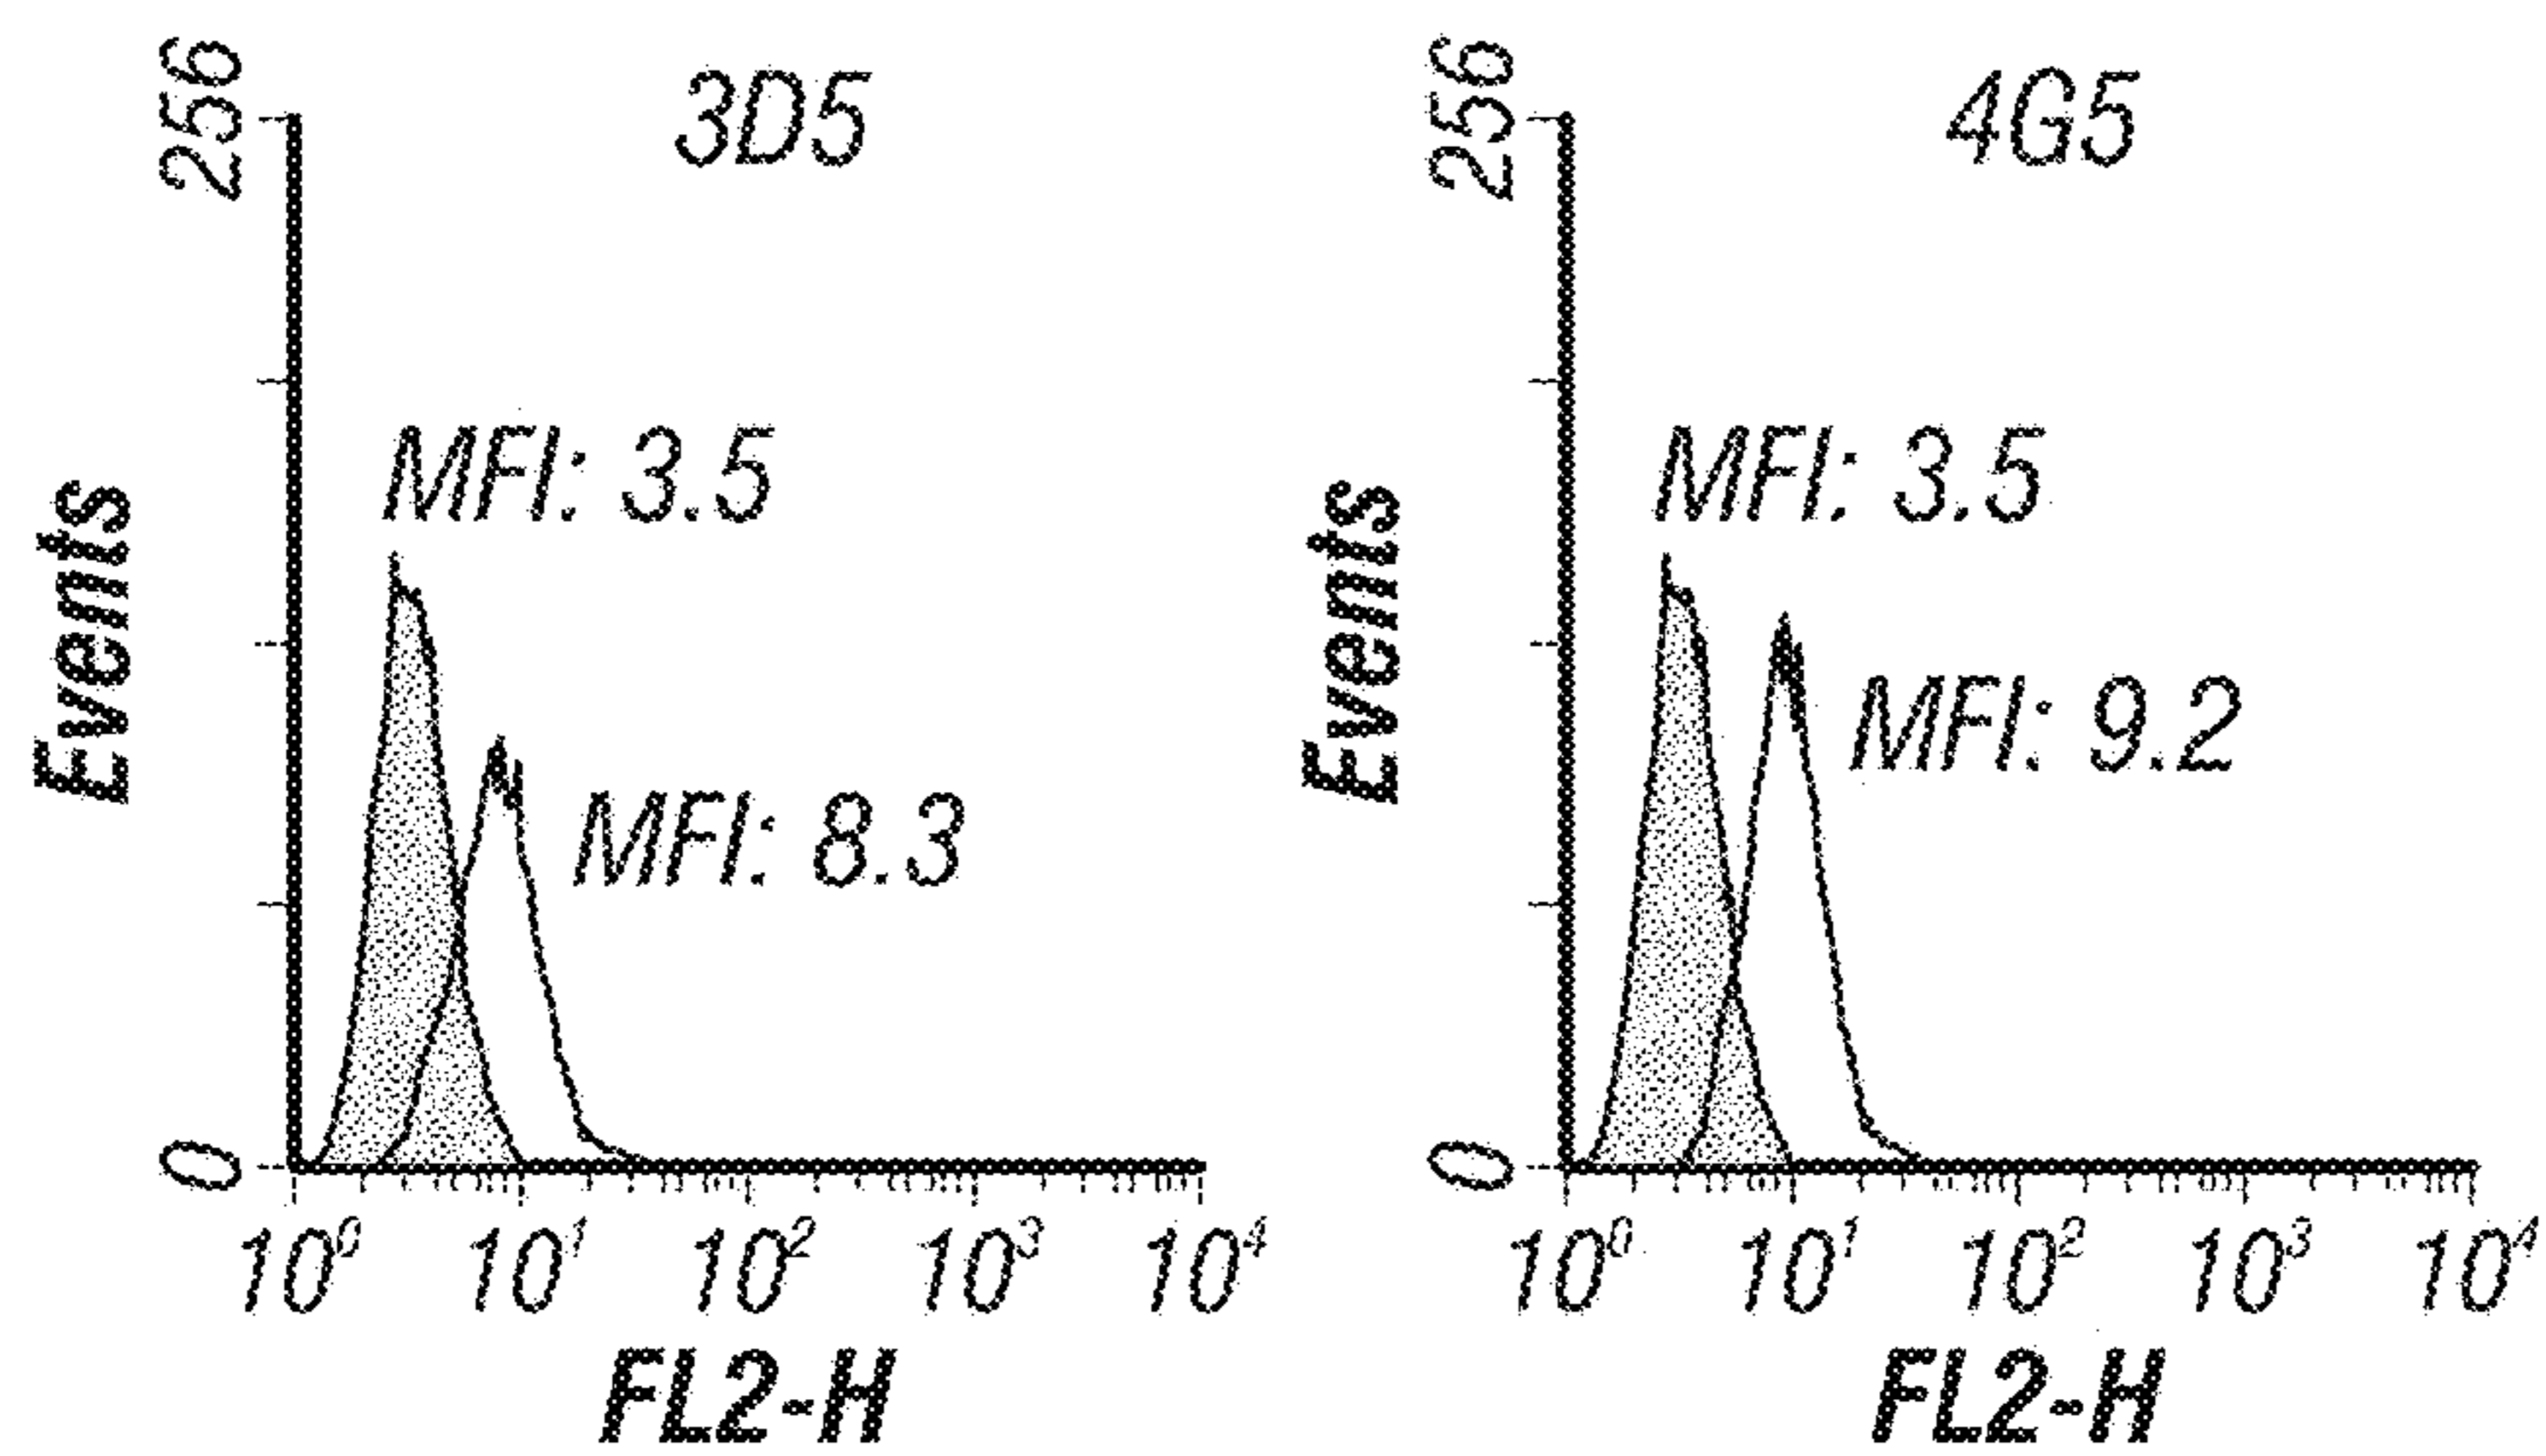 3D5
256
Events
MFI: 3.5
MFI: 8.3
0
10⁰ 10¹ 10² 10³ 10⁴
FL2-H
4G5
256
Events
MFI: 3.5
MFI: 9.2
0
10⁰ 10¹ 10² 10³ 10⁴
FL2-H